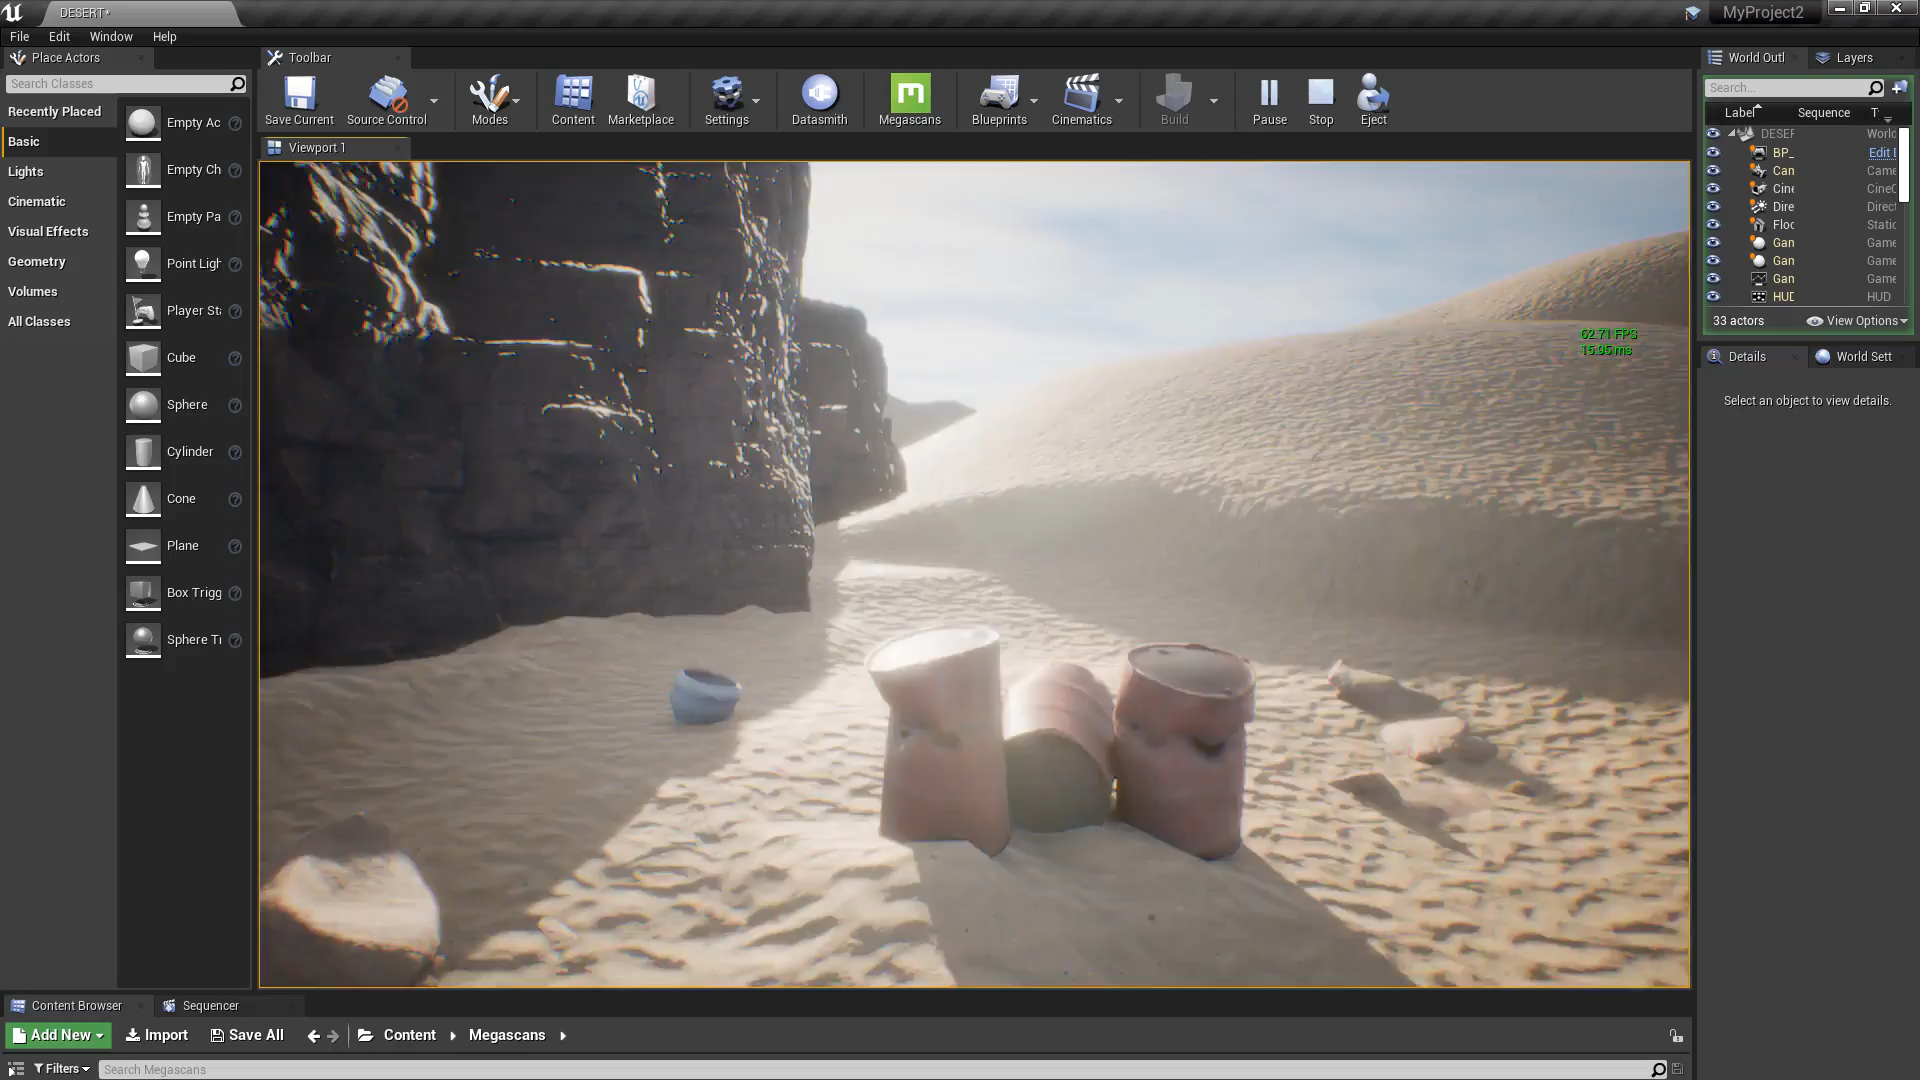 DESERT*
MyProject2
File Edit Window Help
Place Actors
Toolbar
World Outl
Layers
Search Classes
Recently Placed
Basic
Lights
Cinematic
Visual Effects
Geometry
Volumes
All Classes
Empty Ac
Empty Ch
Empty Pa
Point Ligh
Player Sta
Cube
Sphere
Cylinder
Cone
Plane
Box Trigg
Sphere Tr
Save Current
Source Control
Modes
Content
Marketplace
Settings
Datasmith
Megascans
Blueprints
Cinematics
Build
Pause
Stop
Eject
Viewport 1
62.71 FPS
15.95 ms
Search...
Label Sequence T
DESER World
BP_ Edit E
Can Came
Cine CineC
Dire Direct
Floo Static
Gan Game
Gan Game
Gan Game
HUD HUD
33 actors
View Options
Details
World Sett
Select an object to view details.
Content Browser
Sequencer
Add New
Import
Save All
Content
Megascans
Filters
Search Megascans